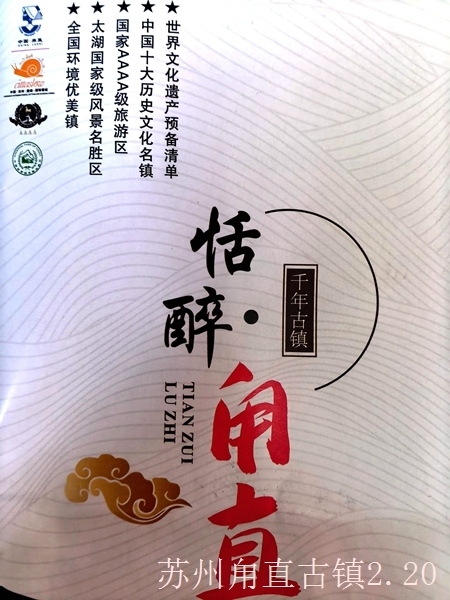 ★世界文化遗产预备清单
★中国十大历史文化名镇
★国家AAAA级旅游区
★太湖国家级风景名胜区
★全国环境优美镇
cittaslow
AAAA
千年古镇
恬醉·
甪直
TIAN ZUI
LU ZHI
苏州甪直古镇2.20